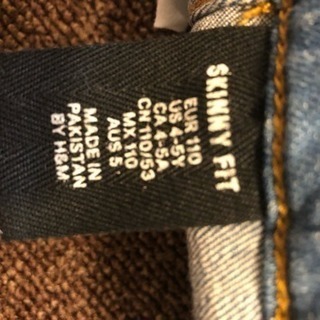 SKINNY FIT
EUR 110
US 4-5Y
CA 4-5A
CN 110/53
MX 110
AUS 5
MADE IN
PAKISTAN
BY H&M